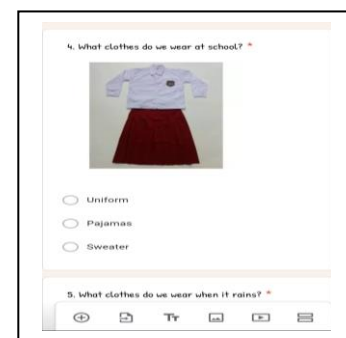 4. What clothes do we wear at school? *
Uniform
Pajamas
Sweater
5. What clothes do we wear when it rains? *
Tт